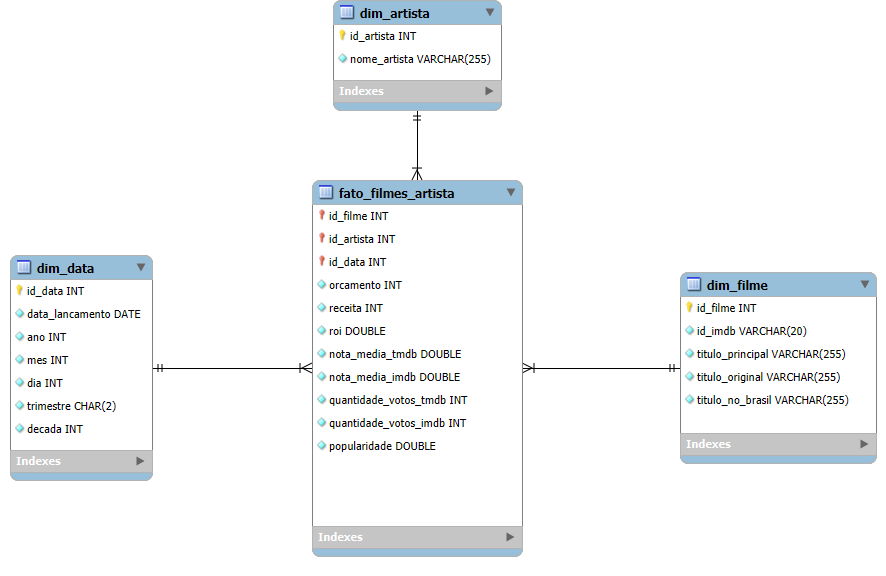 dim_artista
id_artista INT
nome_artista VARCHAR(255)
Indexes
fato_filmes_artista
id_filme INT
id_artista INT
id_data INT
orcamento INT
receita INT
roi DOUBLE
nota_media_tmdb DOUBLE
nota_media_imdb DOUBLE
quantidade_votos_tmdb INT
quantidade_votos_imdb INT
popularidade DOUBLE
Indexes
dim_data
id_data INT
data_lancamento DATE
ano INT
mes INT
dia INT
trimestre CHAR(2)
decada INT
Indexes
dim_filme
id_filme INT
id_imdb VARCHAR(20)
titulo_principal VARCHAR(255)
titulo_original VARCHAR(255)
titulo_no_brasil VARCHAR(255)
Indexes